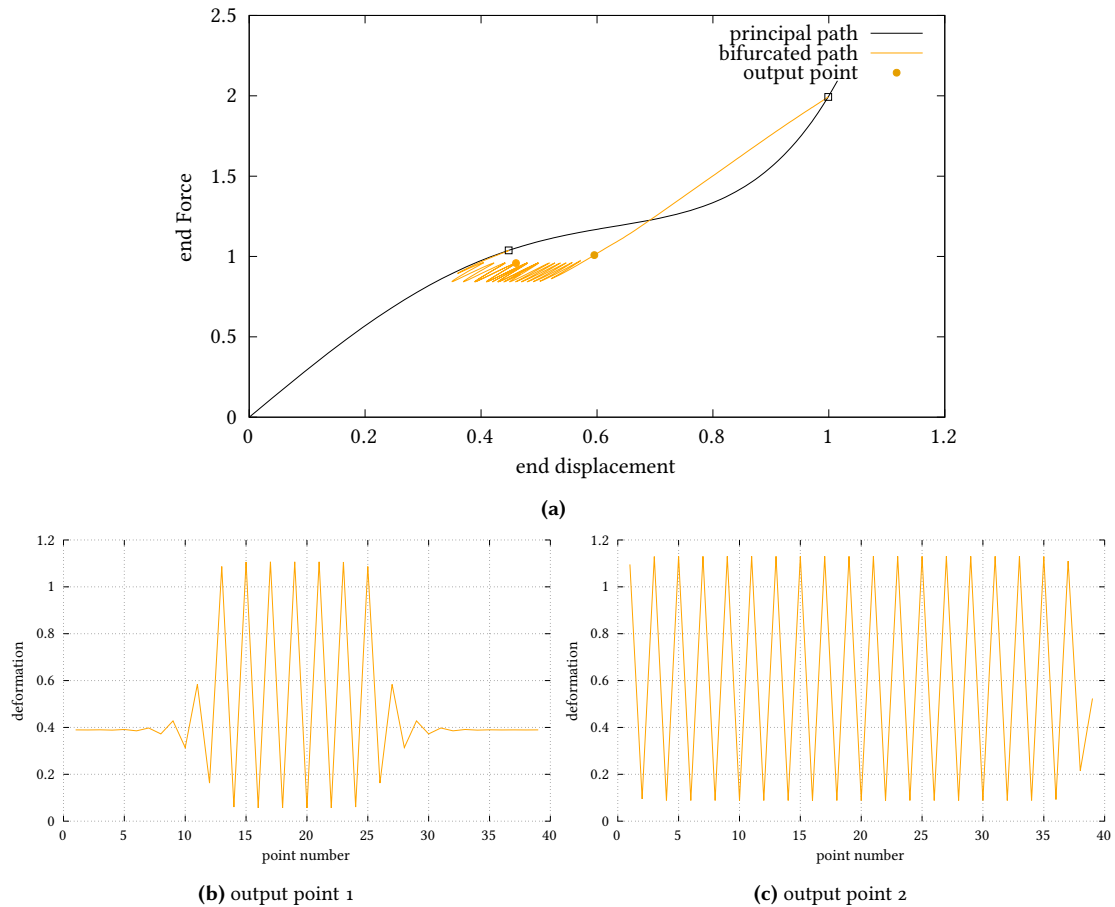 2.5
2
1.5
1
0.5
0
end Force
principal path
bifurcated path
output point
0 0.2 0.4 0.6 0.8 1 1.2
end displacement
(a)
1.2
1
0.8
0.6
0.4
0.2
0
deformation
0 5 10 15 20 25 30 35 40
point number
(b) output point 1
1.2
1
0.8
0.6
0.4
0.2
0
deformation
0 5 10 15 20 25 30 35 40
point number
(c) output point 2